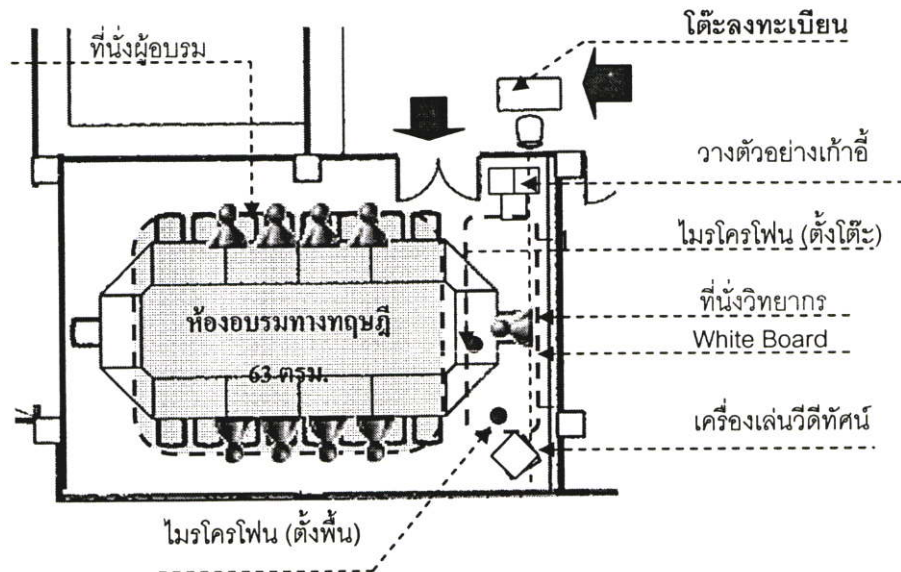 โต๊ะลงทะเบียน
ที่นั่งผู้อบรม
วางตัวอย่างเก้าอี้
ไมรโครโฟน (ตั้งโต๊ะ)
ที่นั่งวิทยากร
ห้องอบรมทางทฤษฎี
White Board
63 ตรม.
เครื่องเล่นวีดีทัศน์
ไมรโครโฟน (ตั้งพื้น)